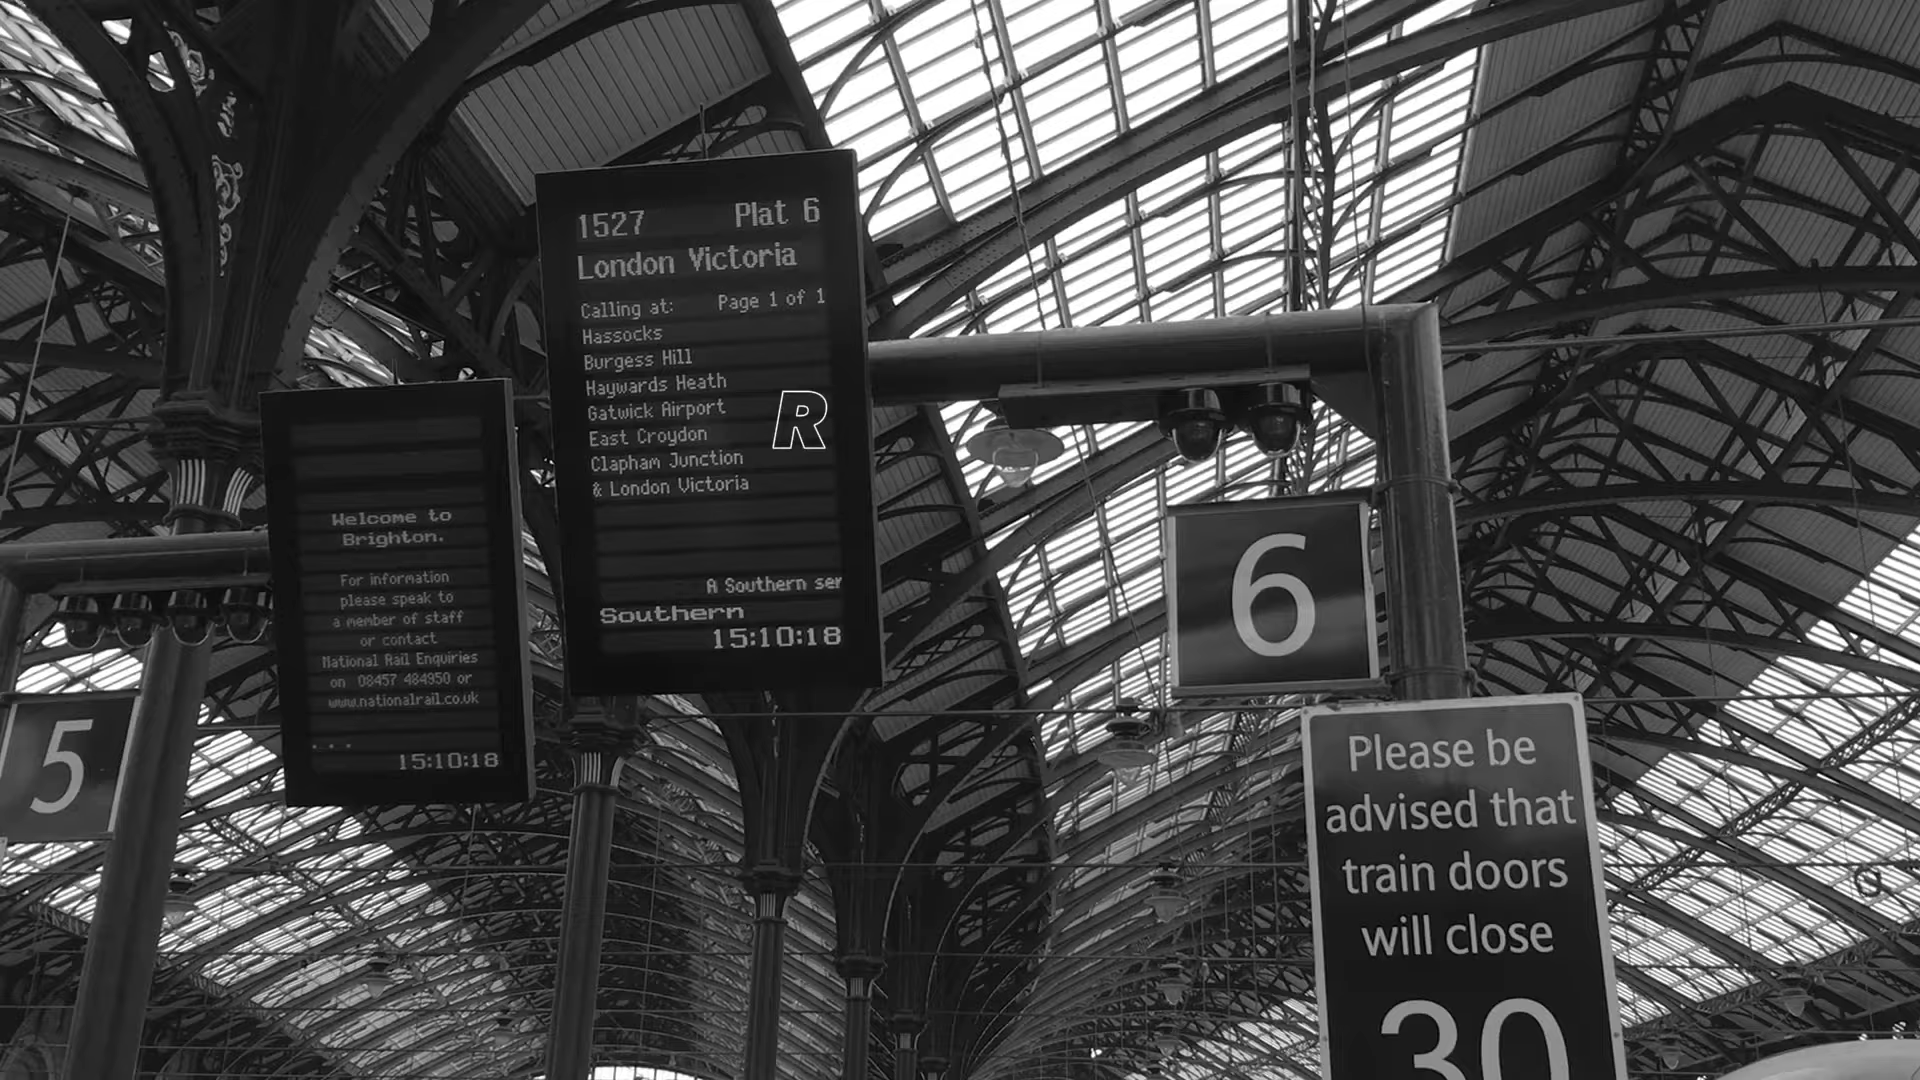 1527 Plat 6
London Victoria
Calling at: Page 1 of 1
Hassocks
Burgess Hill
Haywards Heath
Gatwick Airport
East Croydon
Clapham Junction
& London Victoria
A Southern ser
Southern
15:10:18
R
Welcome to
Brighton.
For information
please speak to
a member of staff
or contact
National Rail Enquiries
on 08457 484950 or
www.nationalrail.co.uk
...
15:10:18
5
6
Please be
advised that
train doors
will close
30